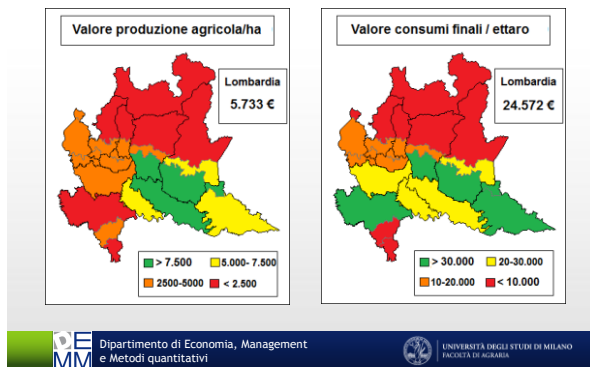 Valore produzione agricola/ha
Lombardia
5.733 €
> 7.500
5.000- 7.500
2500-5000
< 2.500
Valore consumi finali / ettaro
Lombardia
24.572 €
> 30.000
20-30.000
10-20.000
< 10.000
DE
MM
Dipartimento di Economia, Management
e Metodi quantitativi
UNIVERSITÀ DEGLI STUDI DI MILANO
FACOLTÀ DI AGRARIA